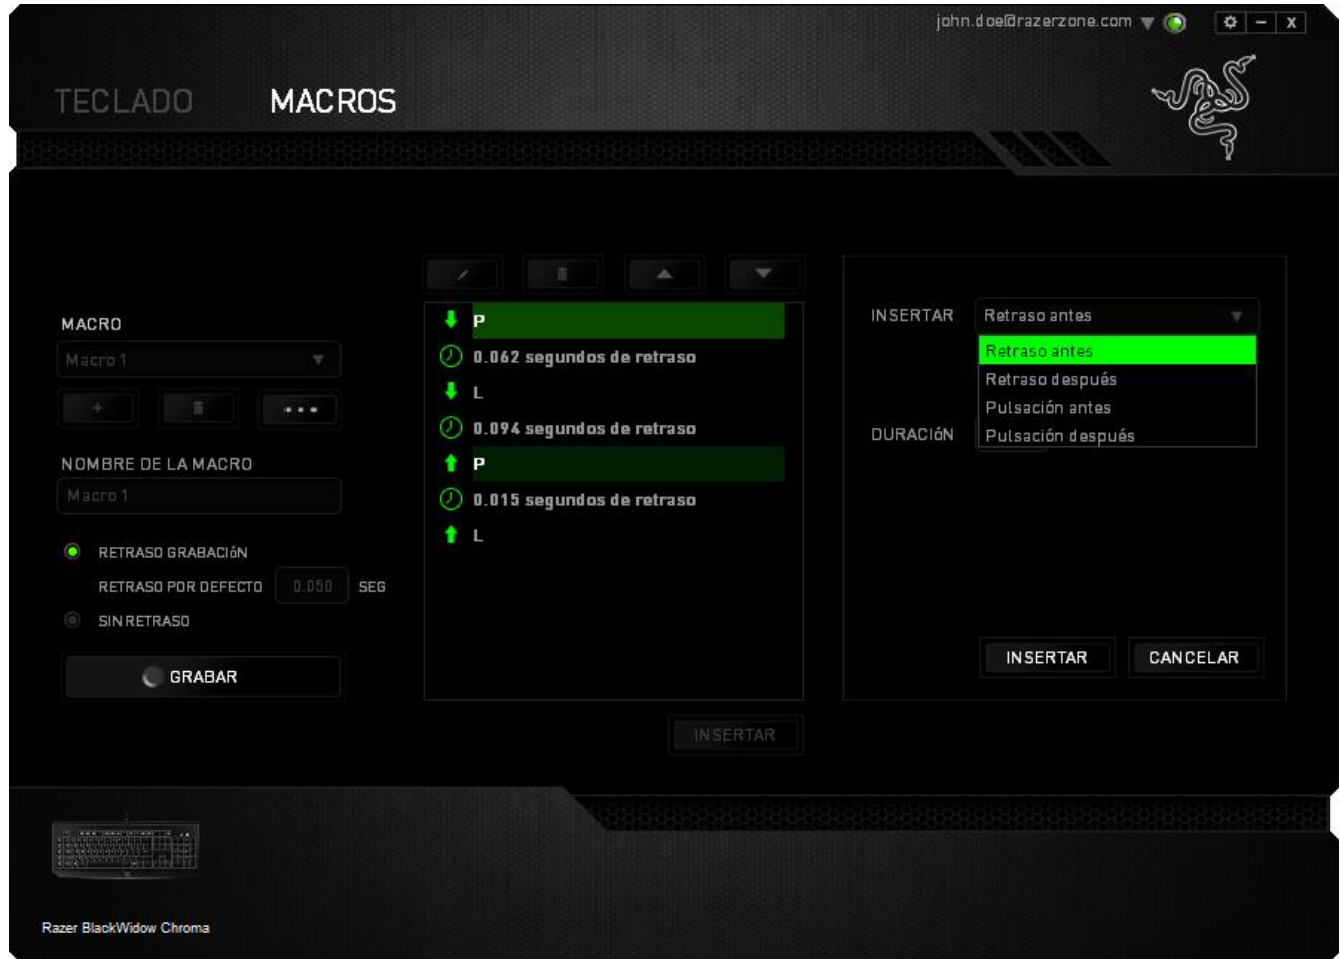 john.doe@razerzone.com
TECLADO MACROS
MACRO
Macro 1
NOMBRE DE LA MACRO
Macro 1
RETRASO GRABACIóN
RETRASO POR DEFECTO 0.050 SEG
SIN RETRASO
GRABAR
P
0.062 segundos de retraso
L
0.094 segundos de retraso
P
0.015 segundos de retraso
L
INSERTAR
INSERTAR Retraso antes
Retraso antes
Retraso después
Pulsación antes
Pulsación después
DURACIóN
INSERTAR CANCELAR
Razer BlackWidow Chroma